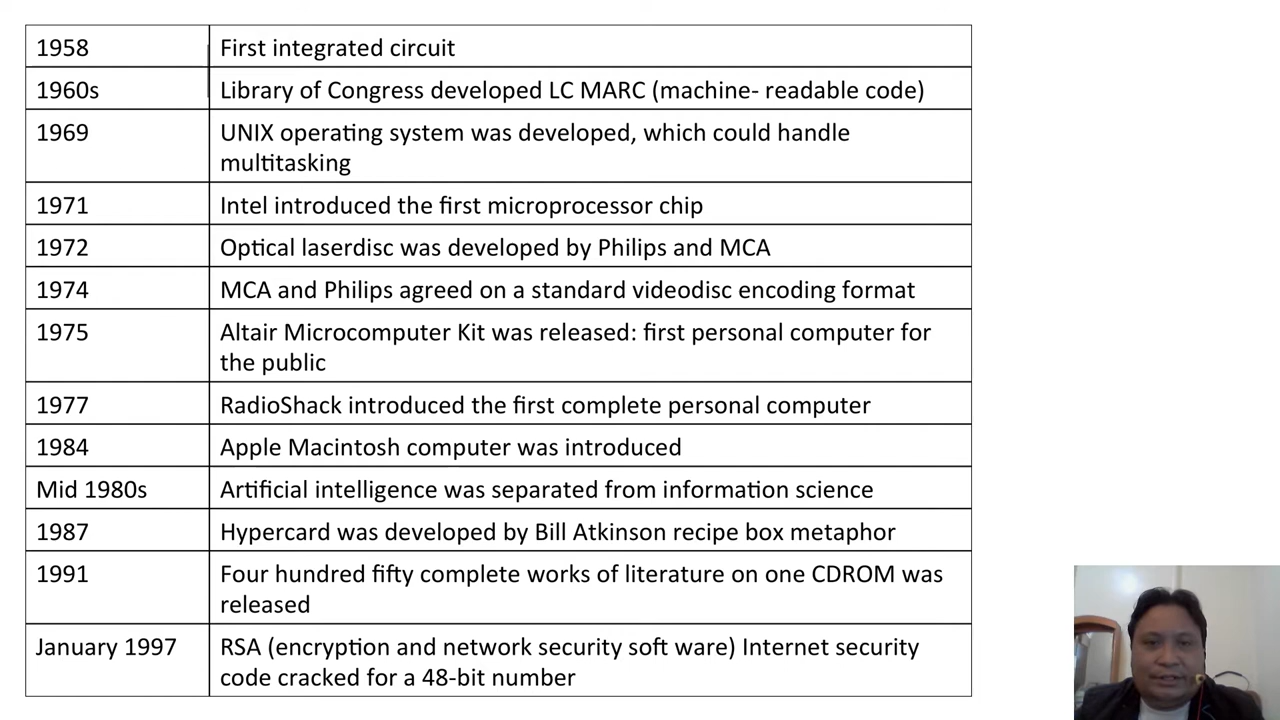 1958 First integrated circuit
1960s Library of Congress developed LC MARC (machine- readable code)
1969 UNIX operating system was developed, which could handle
multitasking
1971 Intel introduced the first microprocessor chip
1972 Optical laserdisc was developed by Philips and MCA
1974 MCA and Philips agreed on a standard videodisc encoding format
1975 Altair Microcomputer Kit was released: first personal computer for
the public
1977 RadioShack introduced the first complete personal computer
1984 Apple Macintosh computer was introduced
Mid 1980s Artificial intelligence was separated from information science
1987 Hypercard was developed by Bill Atkinson recipe box metaphor
1991 Four hundred fifty complete works of literature on one CDROM was
released
January 1997 RSA (encryption and network security soft ware) Internet security
code cracked for a 48-bit number